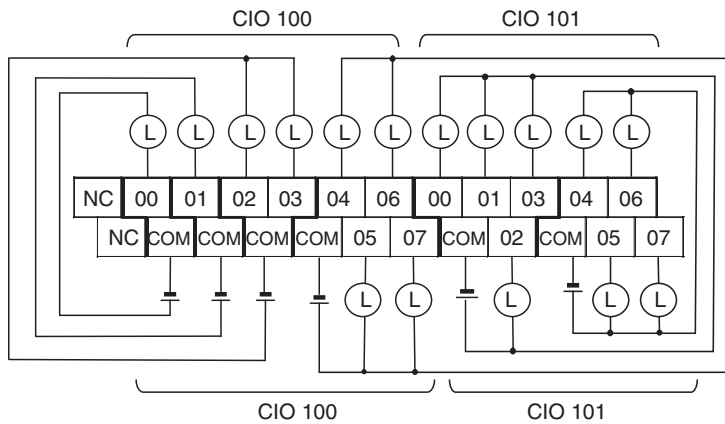 CIO 100 CIO 101
L L L L L L L L L L L
NC 00 01 02 03 04 06 00 01 03 04 06
NC COM COM COM COM 05 07 COM 02 COM 05 07
L L L L L
CIO 100 CIO 101